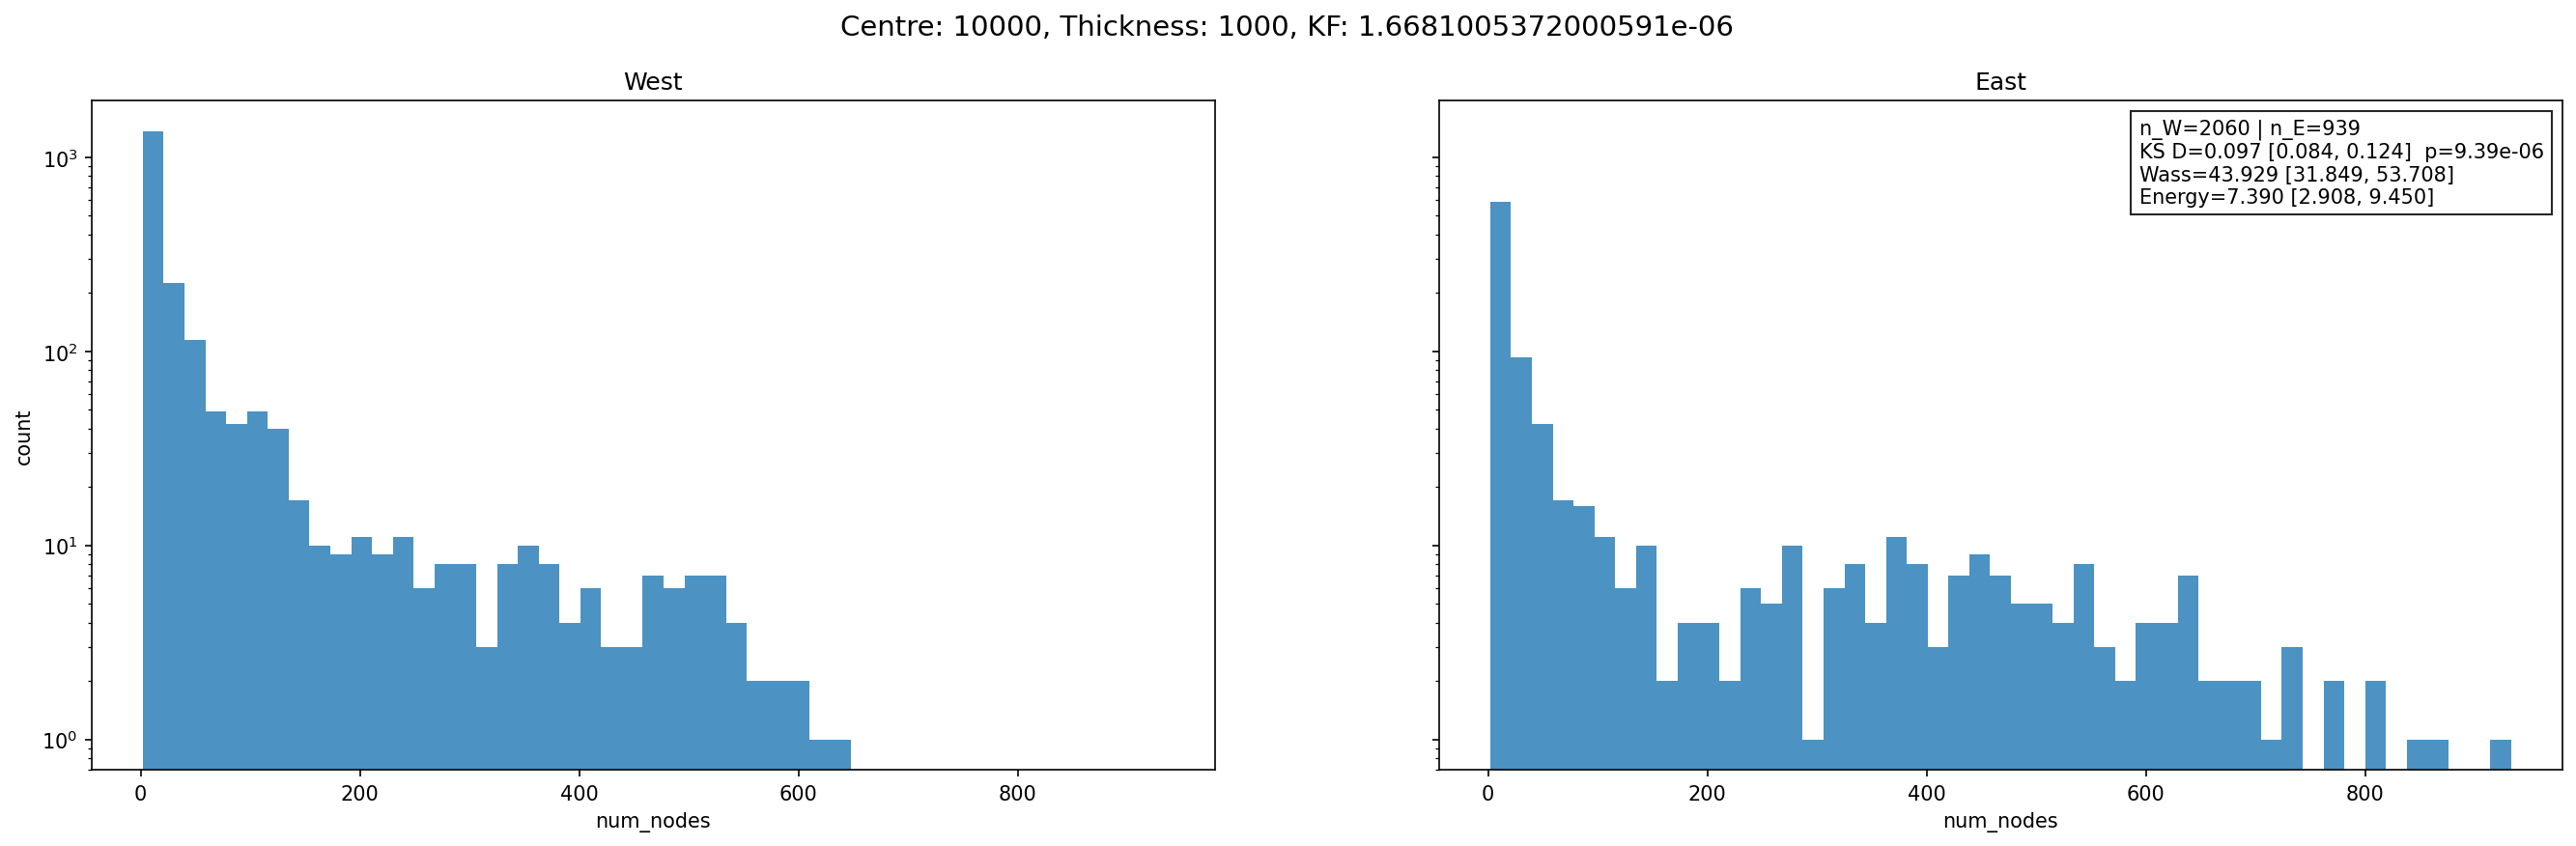 Centre: 10000, Thickness: 1000, KF: 1.6681005372000591e-06
West
count
10³
10²
10¹
10⁰
0 200 400 600 800
num_nodes
East
n_W=2060 | n_E=939
KS D=0.097 [0.084, 0.124] p=9.39e-06
Wass=43.929 [31.849, 53.708]
Energy=7.390 [2.908, 9.450]
0 200 400 600 800
num_nodes